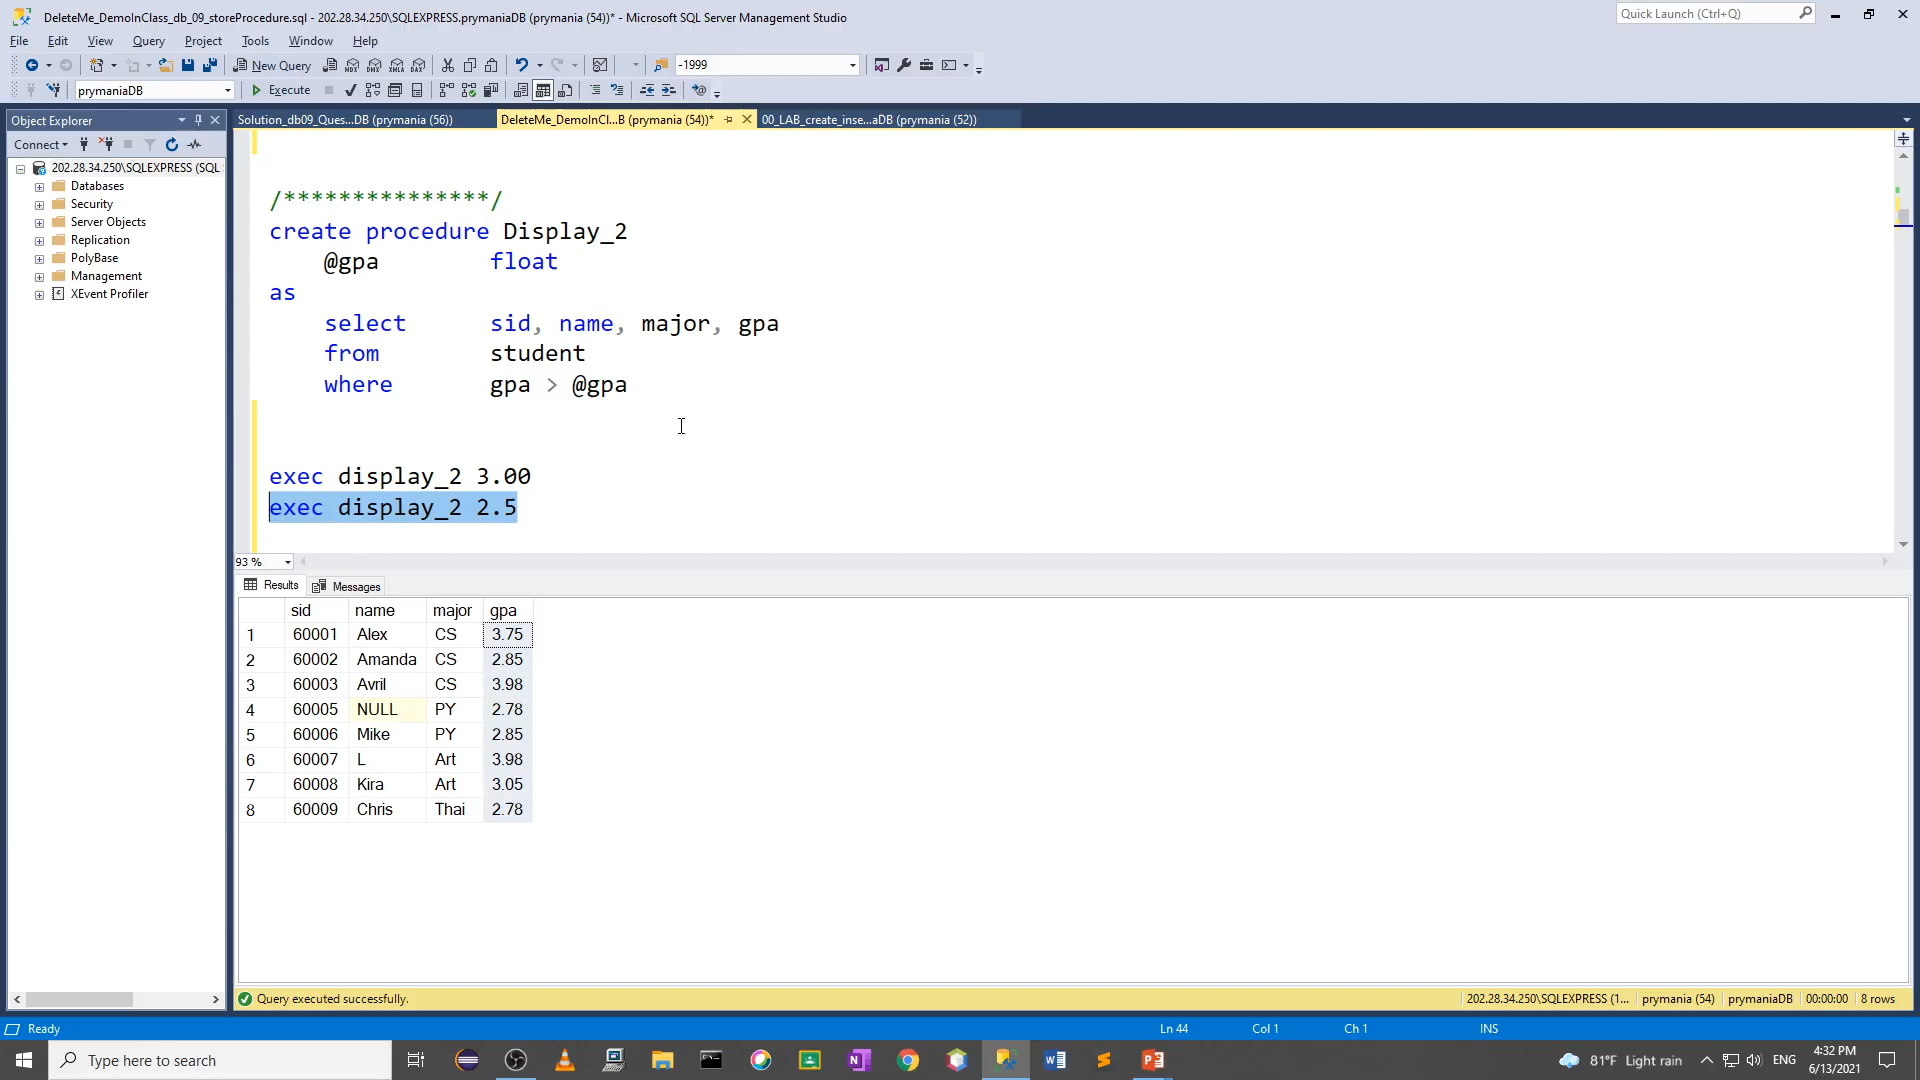 DeleteMe_DemoInClass_db_09_storeProcedure.sql - 202.28.34.250\SQLEXPRESS.prymaniaDB (prymania (54))* - Microsoft SQL Server Management Studio
Quick Launch (Ctrl+Q)
File Edit View Query Project Tools Window Help
New Query
-1999
prymaniaDB
Execute
Object Explorer
Solution_db09_Ques...DB (prymania (56))
DeleteMe_DemoInCl...B (prymania (54))*
00_LAB_create_inse...aDB (prymania (52))
Connect
202.28.34.250\SQLEXPRESS (SQL
Databases
Security
Server Objects
Replication
PolyBase
Management
XEvent Profiler
/***************/
create procedure Display_2
@gpa float
as
select sid, name, major, gpa
from student
where gpa > @gpa
exec display_2 3.00
exec display_2 2.5
93 %
Results Messages
sid name major gpa
1 60001 Alex CS 3.75
2 60002 Amanda CS 2.85
3 60003 Avril CS 3.98
4 60005 NULL PY 2.78
5 60006 Mike PY 2.85
6 60007 L Art 3.98
7 60008 Kira Art 3.05
8 60009 Chris Thai 2.78
Query executed successfully.
202.28.34.250\SQLEXPRESS (1... prymania (54) prymaniaDB 00:00:00 8 rows
Ready
Ln 44 Col 1 Ch 1 INS
Type here to search
81°F Light rain
ENG
4:32 PM
6/13/2021